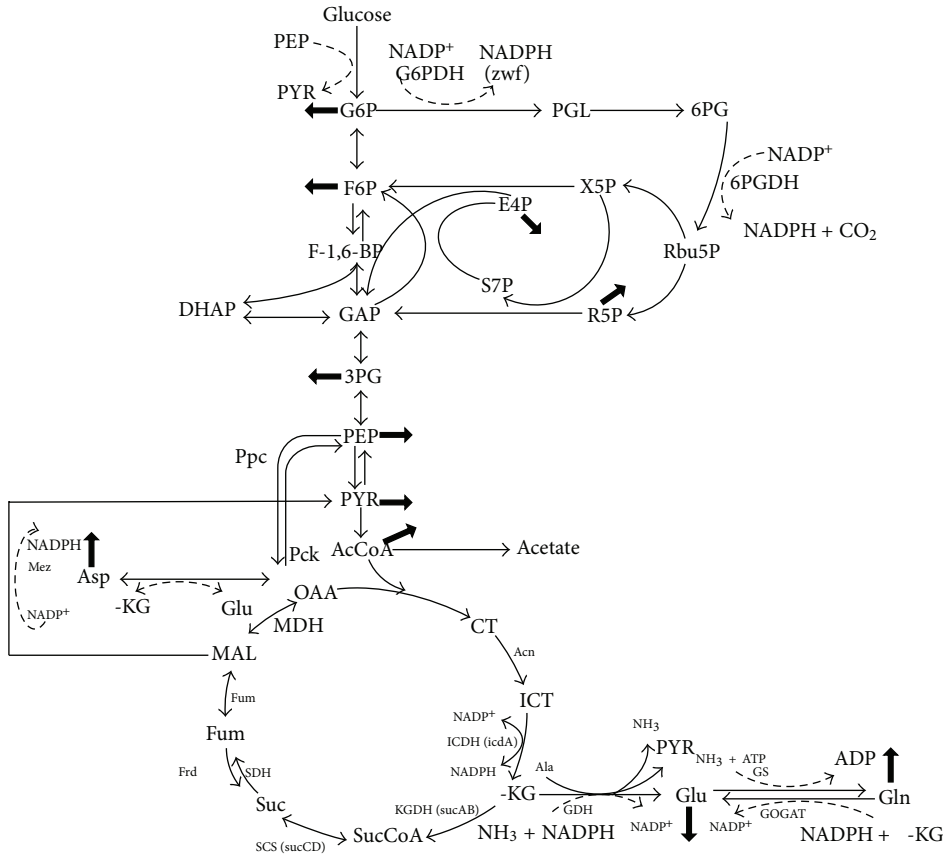 Glucose
PEP
NADP+ NADPH
G6PDH (zwf)
PYR
G6P PGL 6PG
NADP+
6PGDH
F6P X5P
E4P
NADPH + CO2
F-1,6-BP Rbu5P
S7P
DHAP GAP R5P
3PG
PEP
Ppc
PYR
NADPH
Mez
Pck AcCoA Acetate
Asp
-KG Glu OAA
NADP+
MDH CT
MAL Acn
Fum ICT
NADP+ NH3
Fum ICDH (icdA) PYR NH3 + ATP ADP
Frd SDH NADPH Ala GS
-KG Glu Gln
Suc KGDH (sucAB) GDH GOGAT
SucCoA NH3 + NADPH NADP+ NADP+ NADPH + -KG
SCS (sucCD)